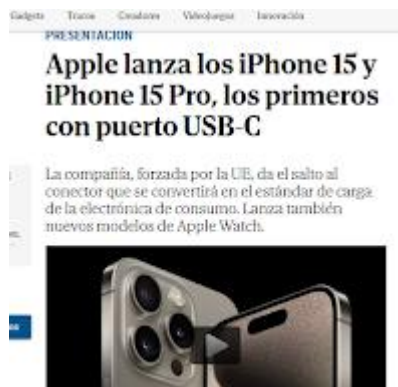 Gadgets Trucos Creadores Videojuegos Innovación
PRESENTACIÓN
Apple lanza los iPhone 15 y
iPhone 15 Pro, los primeros
con puerto USB-C
La compañía, forzada por la UE, da el salto al
conector que se convertirá en el estándar de carga
de la electrónica de consumo. Lanza también
nuevos modelos de Apple Watch.